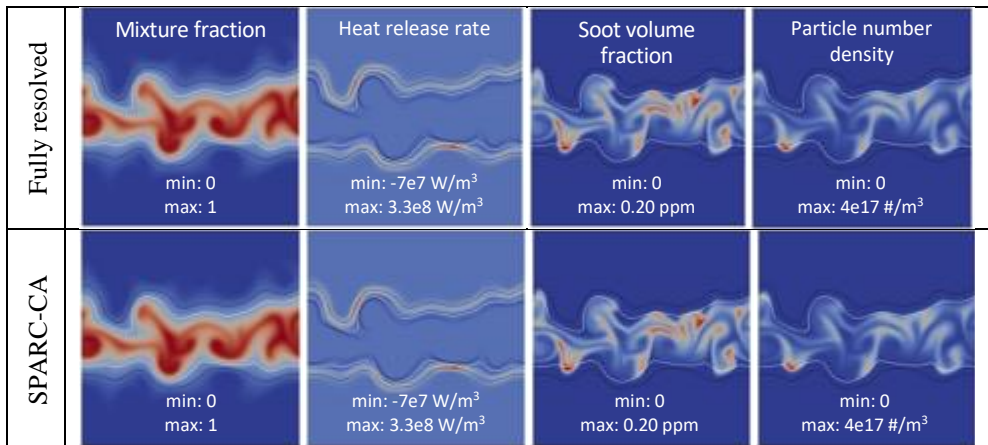 Fully resolved
Mixture fraction
min: 0
max: 1
Heat release rate
min: -7e7 W/m³
max: 3.3e8 W/m³
Soot volume
fraction
min: 0
max: 0.20 ppm
Particle number
density
min: 0
max: 4e17 #/m³
SPARC-CA
min: 0
max: 1
min: -7e7 W/m³
max: 3.3e8 W/m³
min: 0
max: 0.20 ppm
min: 0
max: 4e17 #/m³